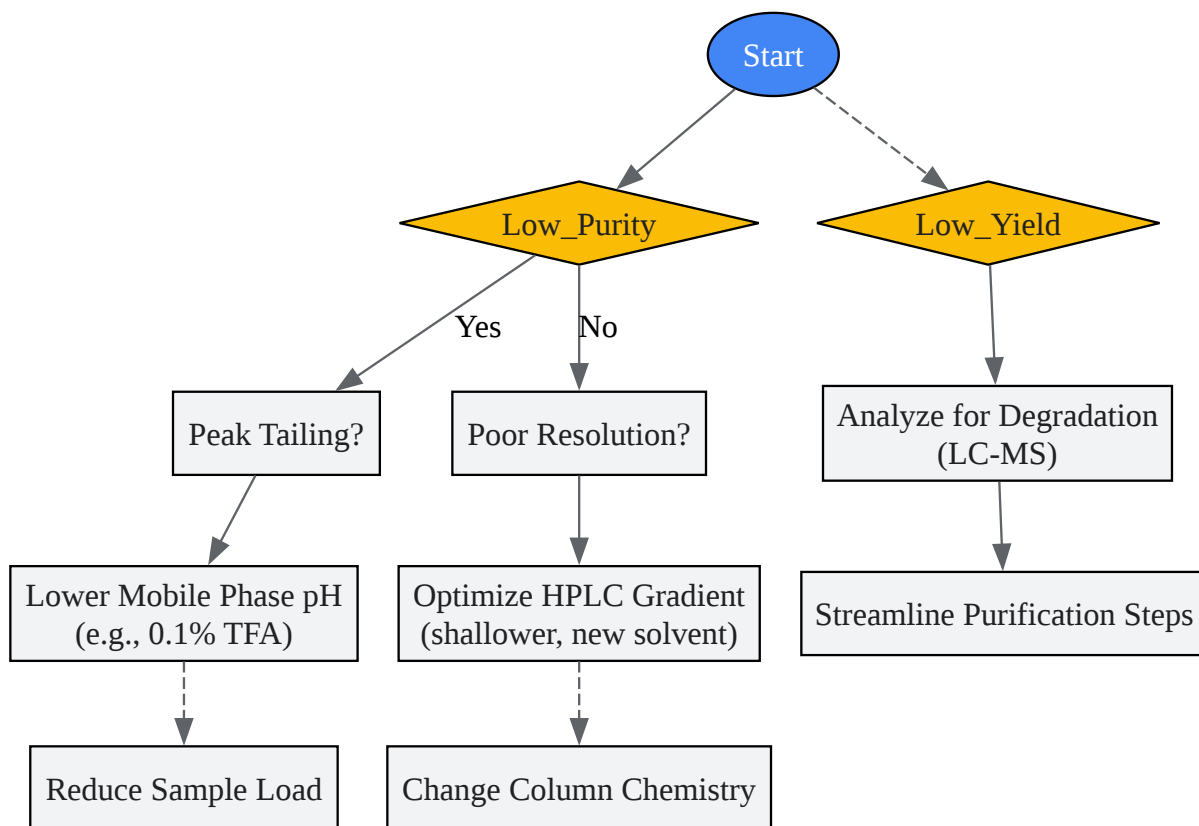 Start
Low_Purity
Low_Yield
Yes
No
Peak Tailing?
Poor Resolution?
Analyze for Degradation
(LC-MS)
Lower Mobile Phase pH
(e.g., 0.1% TFA)
Optimize HPLC Gradient
(shallower, new solvent)
Streamline Purification Steps
Reduce Sample Load
Change Column Chemistry